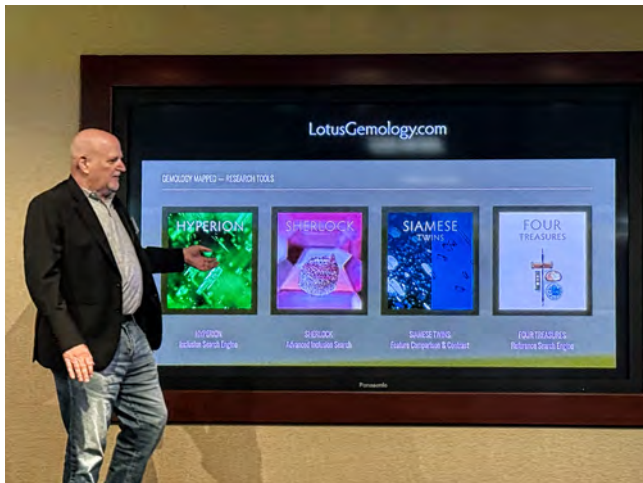 LotusGemology.com
GEMOLOGY MAPPED — RESEARCH TOOLS
HYPERION
SHERLOCK
SIAMESE
TWINS
FOUR
TREASURES
HYPERION
Inclusion Search Engine
SHERLOCK
Advanced Inclusion Search
SIAMESE TWINS
Feature Comparison & Contrast
FOUR TREASURES
Reference Search Engine
Panasonic